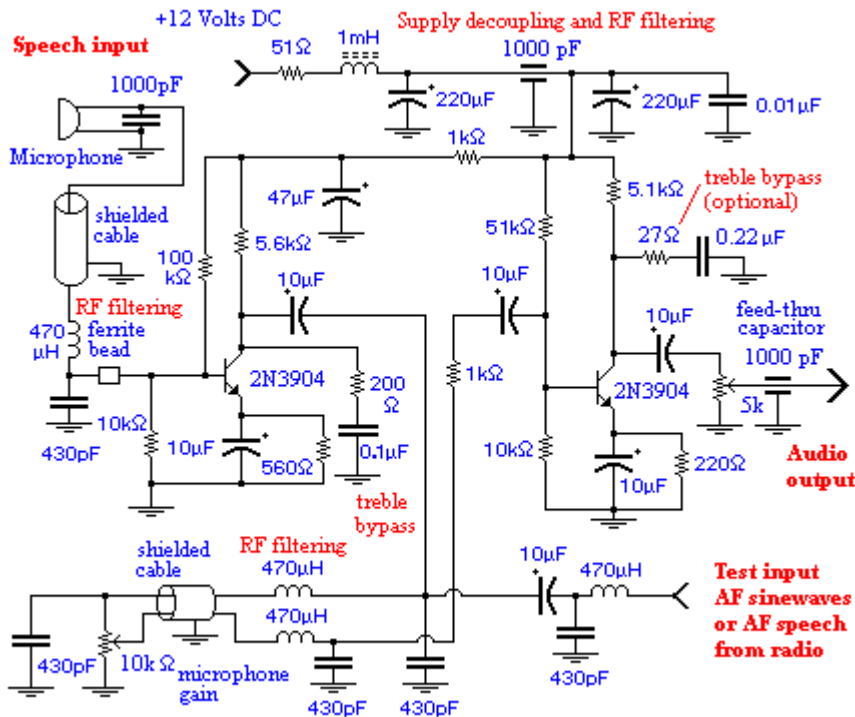 +12 Volts DC
Supply decoupling and RF filtering
Speech input
51Ω
1mH
1000 pF
1000pF
220µF
220µF
0.01µF
Microphone
1kΩ
47µF
5.1kΩ
treble bypass
(optional)
shielded
cable
5.6kΩ
51kΩ
27Ω
0.22µF
100
kΩ
10µF
10µF
RF filtering
470
µH
ferrite
bead
10µF
feed-thru
capacitor
1000 pF
2N3904
200
Ω
1kΩ
2N3904
5k
430pF
10kΩ
10µF
560Ω
0.1µF
10kΩ
10µF
220Ω
Audio
output
treble
bypass
shielded
cable
RF filtering
470µH
470µH
10µF
470µH
Test input
AF sinewaves
or AF speech
from radio
430pF
10k Ω
microphone
gain
430pF
430pF
430pF